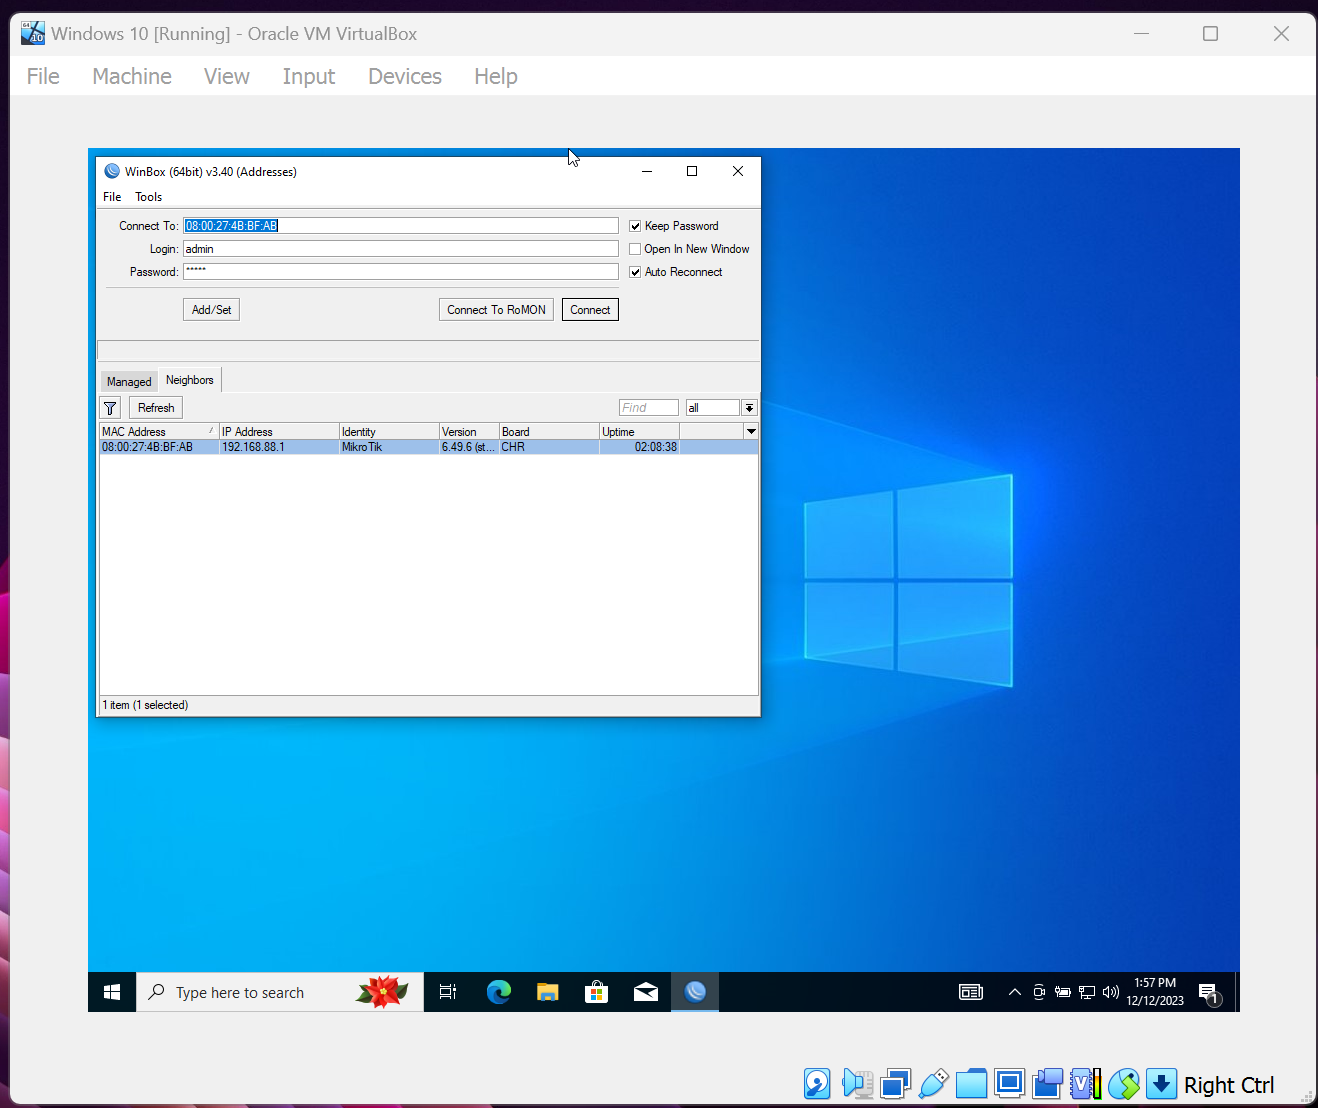 Windows 10 [Running] - Oracle VM VirtualBox
File Machine View Input Devices Help
WinBox (64bit) v3.40 (Addresses)
File Tools
Connect To: 08:00:27:4B:BF:AB
Keep Password
Login: admin
Open In New Window
Password: *****
Auto Reconnect
Add/Set Connect To RoMON Connect
Managed Neighbors
Refresh Find all
MAC Address IP Address Identity Version Board Uptime
08:00:27:4B:BF:AB 192.168.88.1 MikroTik 6.49.6 (st... CHR 02:08:38
1 item (1 selected)
Type here to search
1:57 PM
12/12/2023
1
Right Ctrl